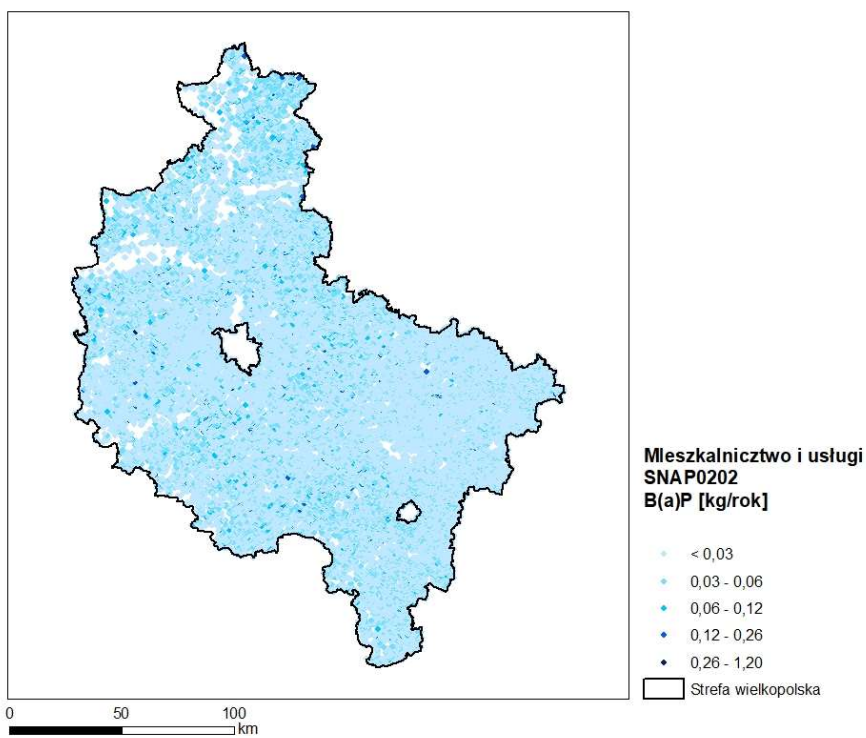 MIeszkalnictwo i usługi
SNAP0202
B(a)P [kg/rok]
< 0,03
0,03 - 0,06
0,06 - 0,12
0,12 - 0,26
0,26 - 1,20
Strefa wielkopolska
0 50 100
km